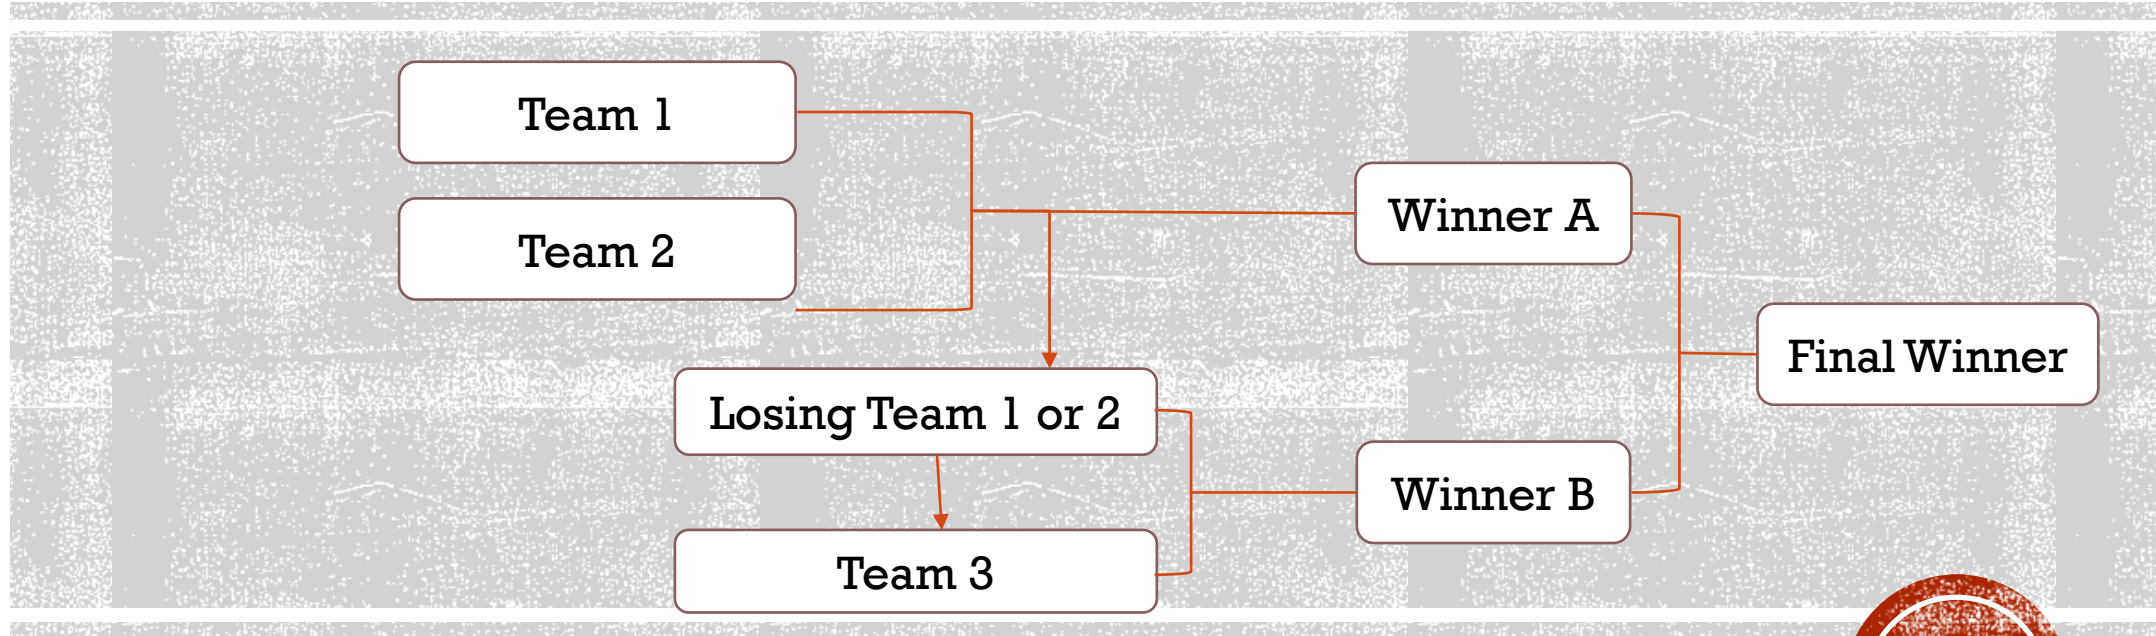 Team 1
Team 2
Winner A
Final Winner
Losing Team 1 or 2
Winner B
Team 3